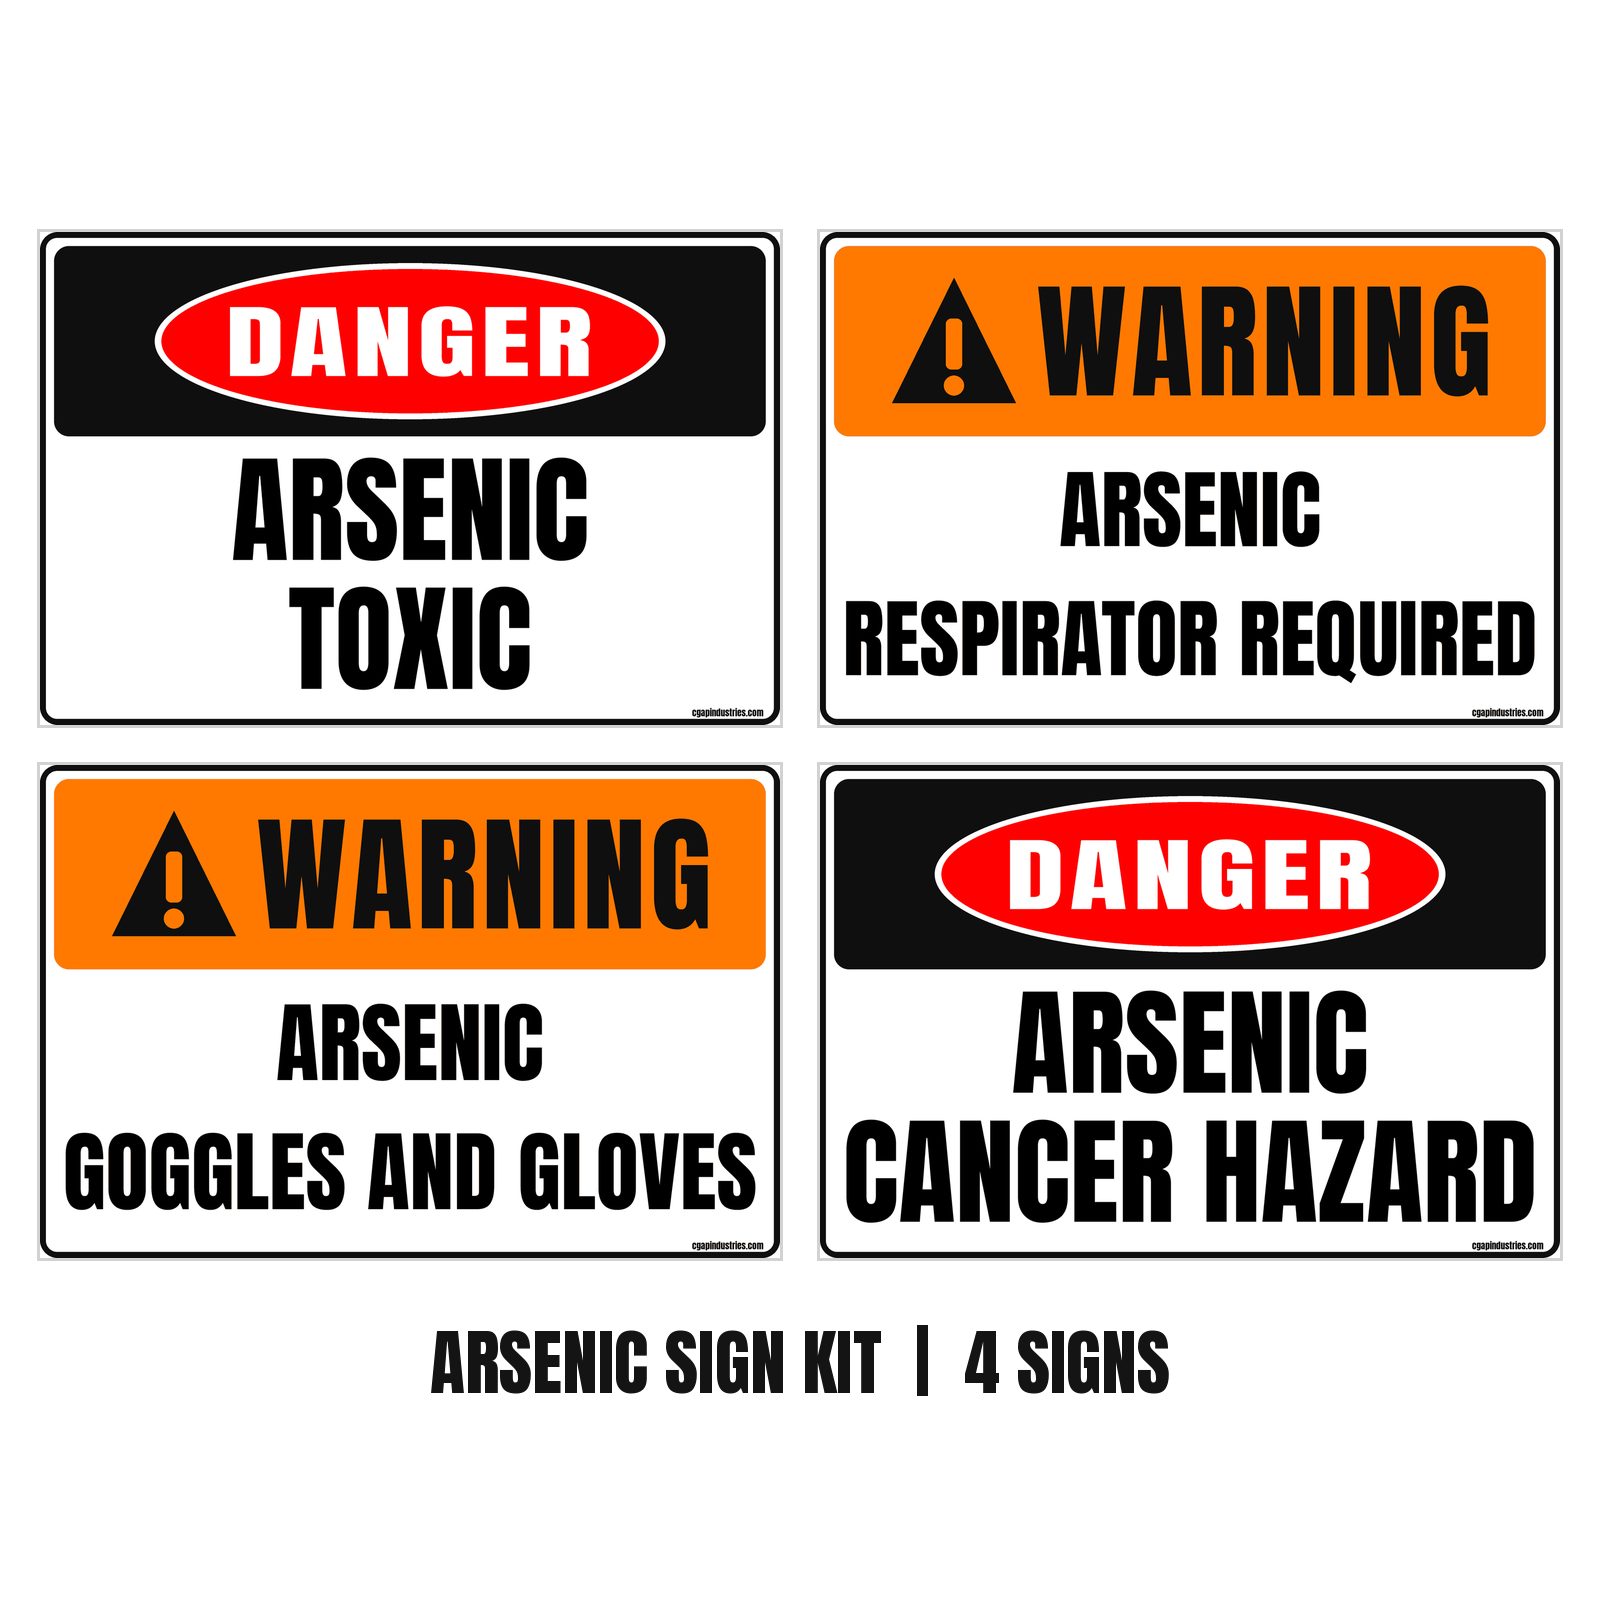 DANGER
ARSENIC
TOXIC
cgapindustries.com
WARNING
ARSENIC
RESPIRATOR REQUIRED
cgapindustries.com
WARNING
ARSENIC
GOGGLES AND GLOVES
cgapindustries.com
DANGER
ARSENIC
CANCER HAZARD
cgapindustries.com
ARSENIC SIGN KIT | 4 SIGNS